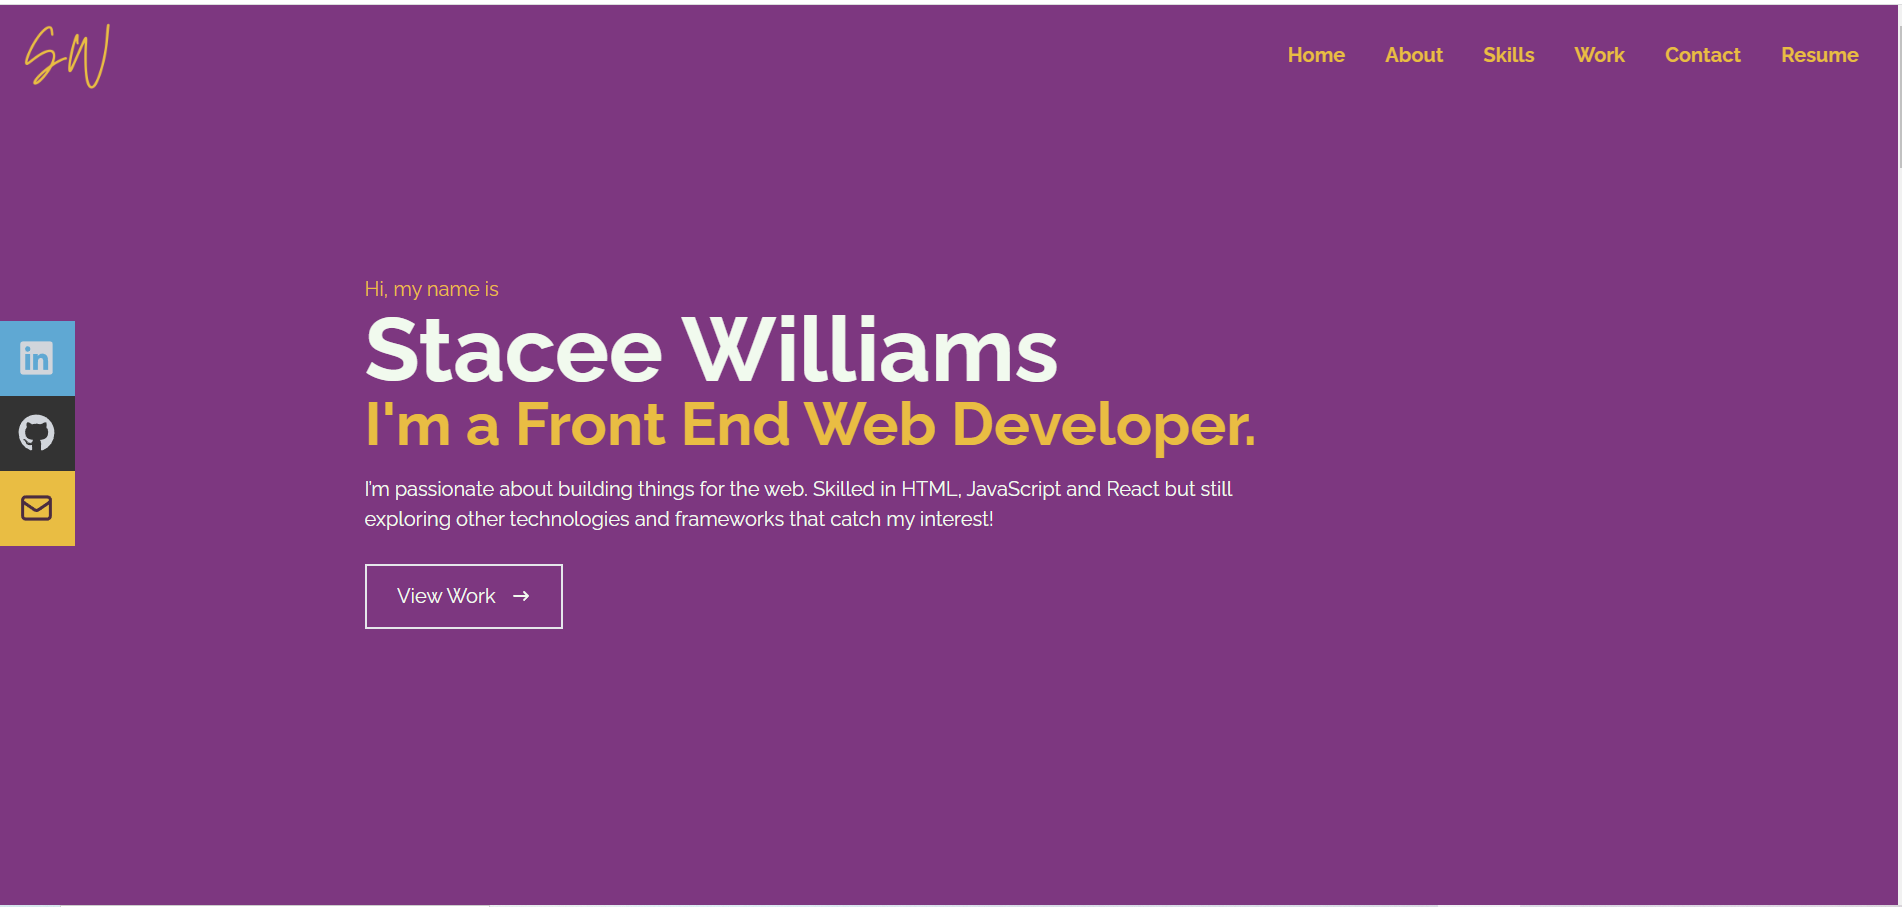 SW
Home About Skills Work Contact Resume
Hi, my name is
Stacee Williams
I'm a Front End Web Developer.
I'm passionate about building things for the web. Skilled in HTML, JavaScript and React but still
exploring other technologies and frameworks that catch my interest!
in
View Work →